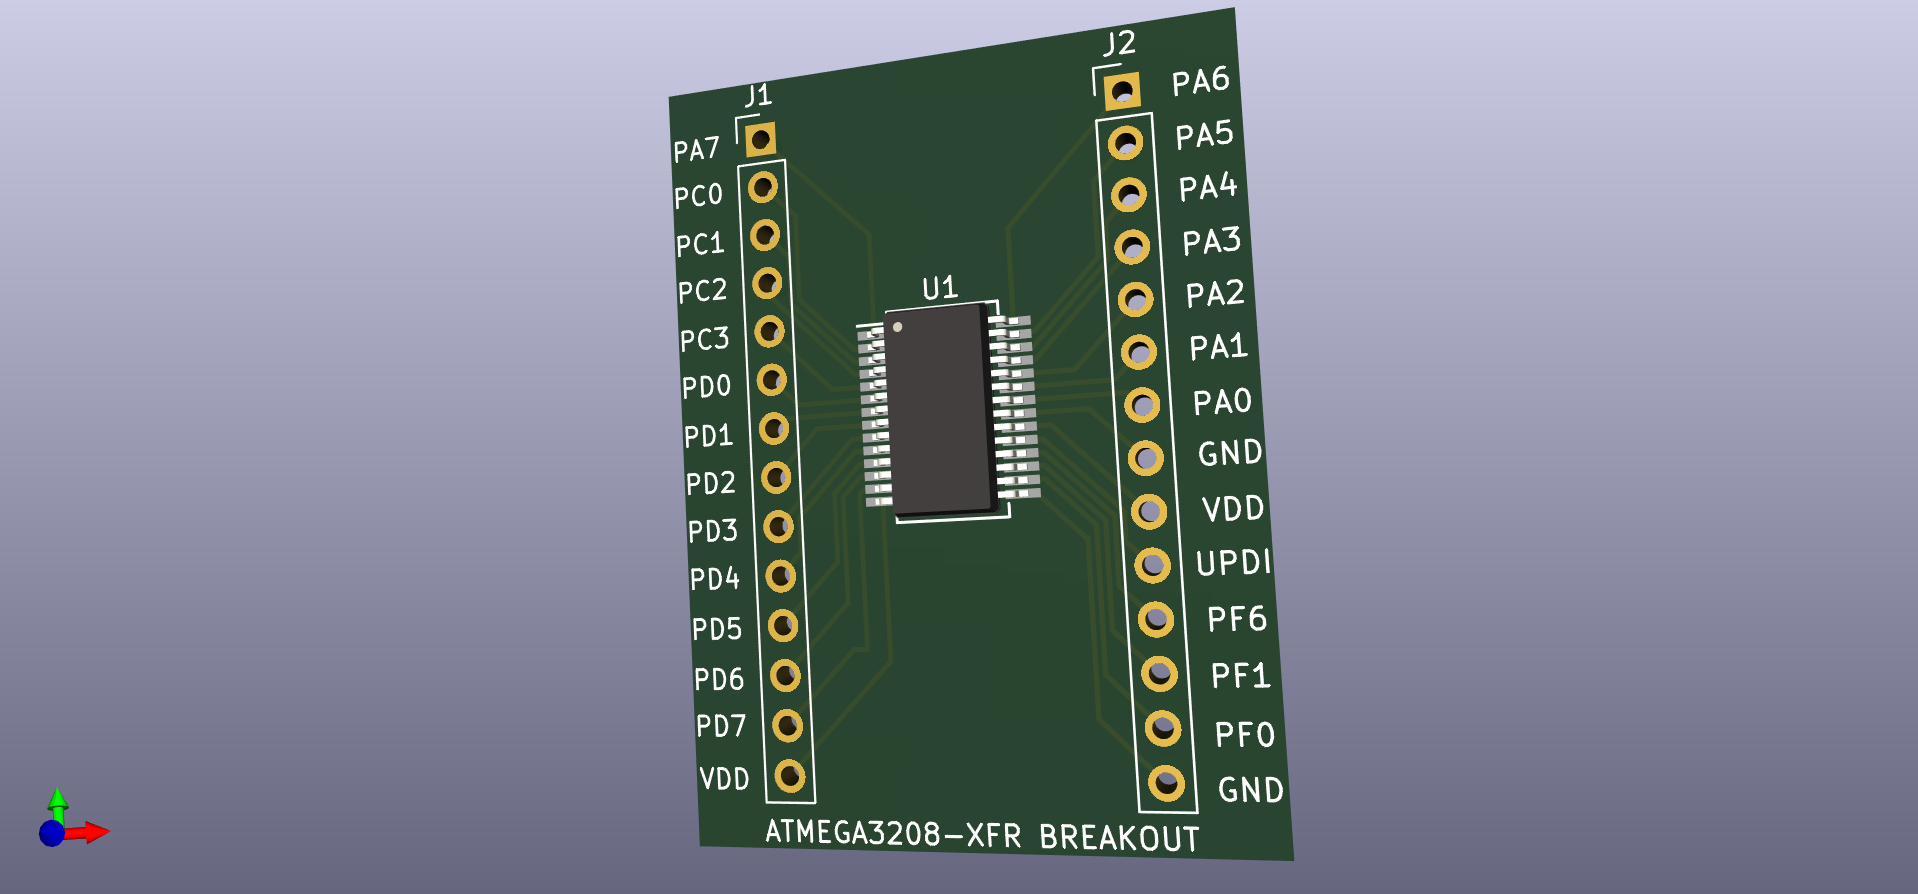 J1
PA7
PC0
PC1
PC2
PC3
PD0
PD1
PD2
PD3
PD4
PD5
PD6
PD7
VDD
U1
J2
PA6
PA5
PA4
PA3
PA2
PA1
PA0
GND
VDD
UPDI
PF6
PF1
PF0
GND
ATMEGA3208-XFR BREAKOUT